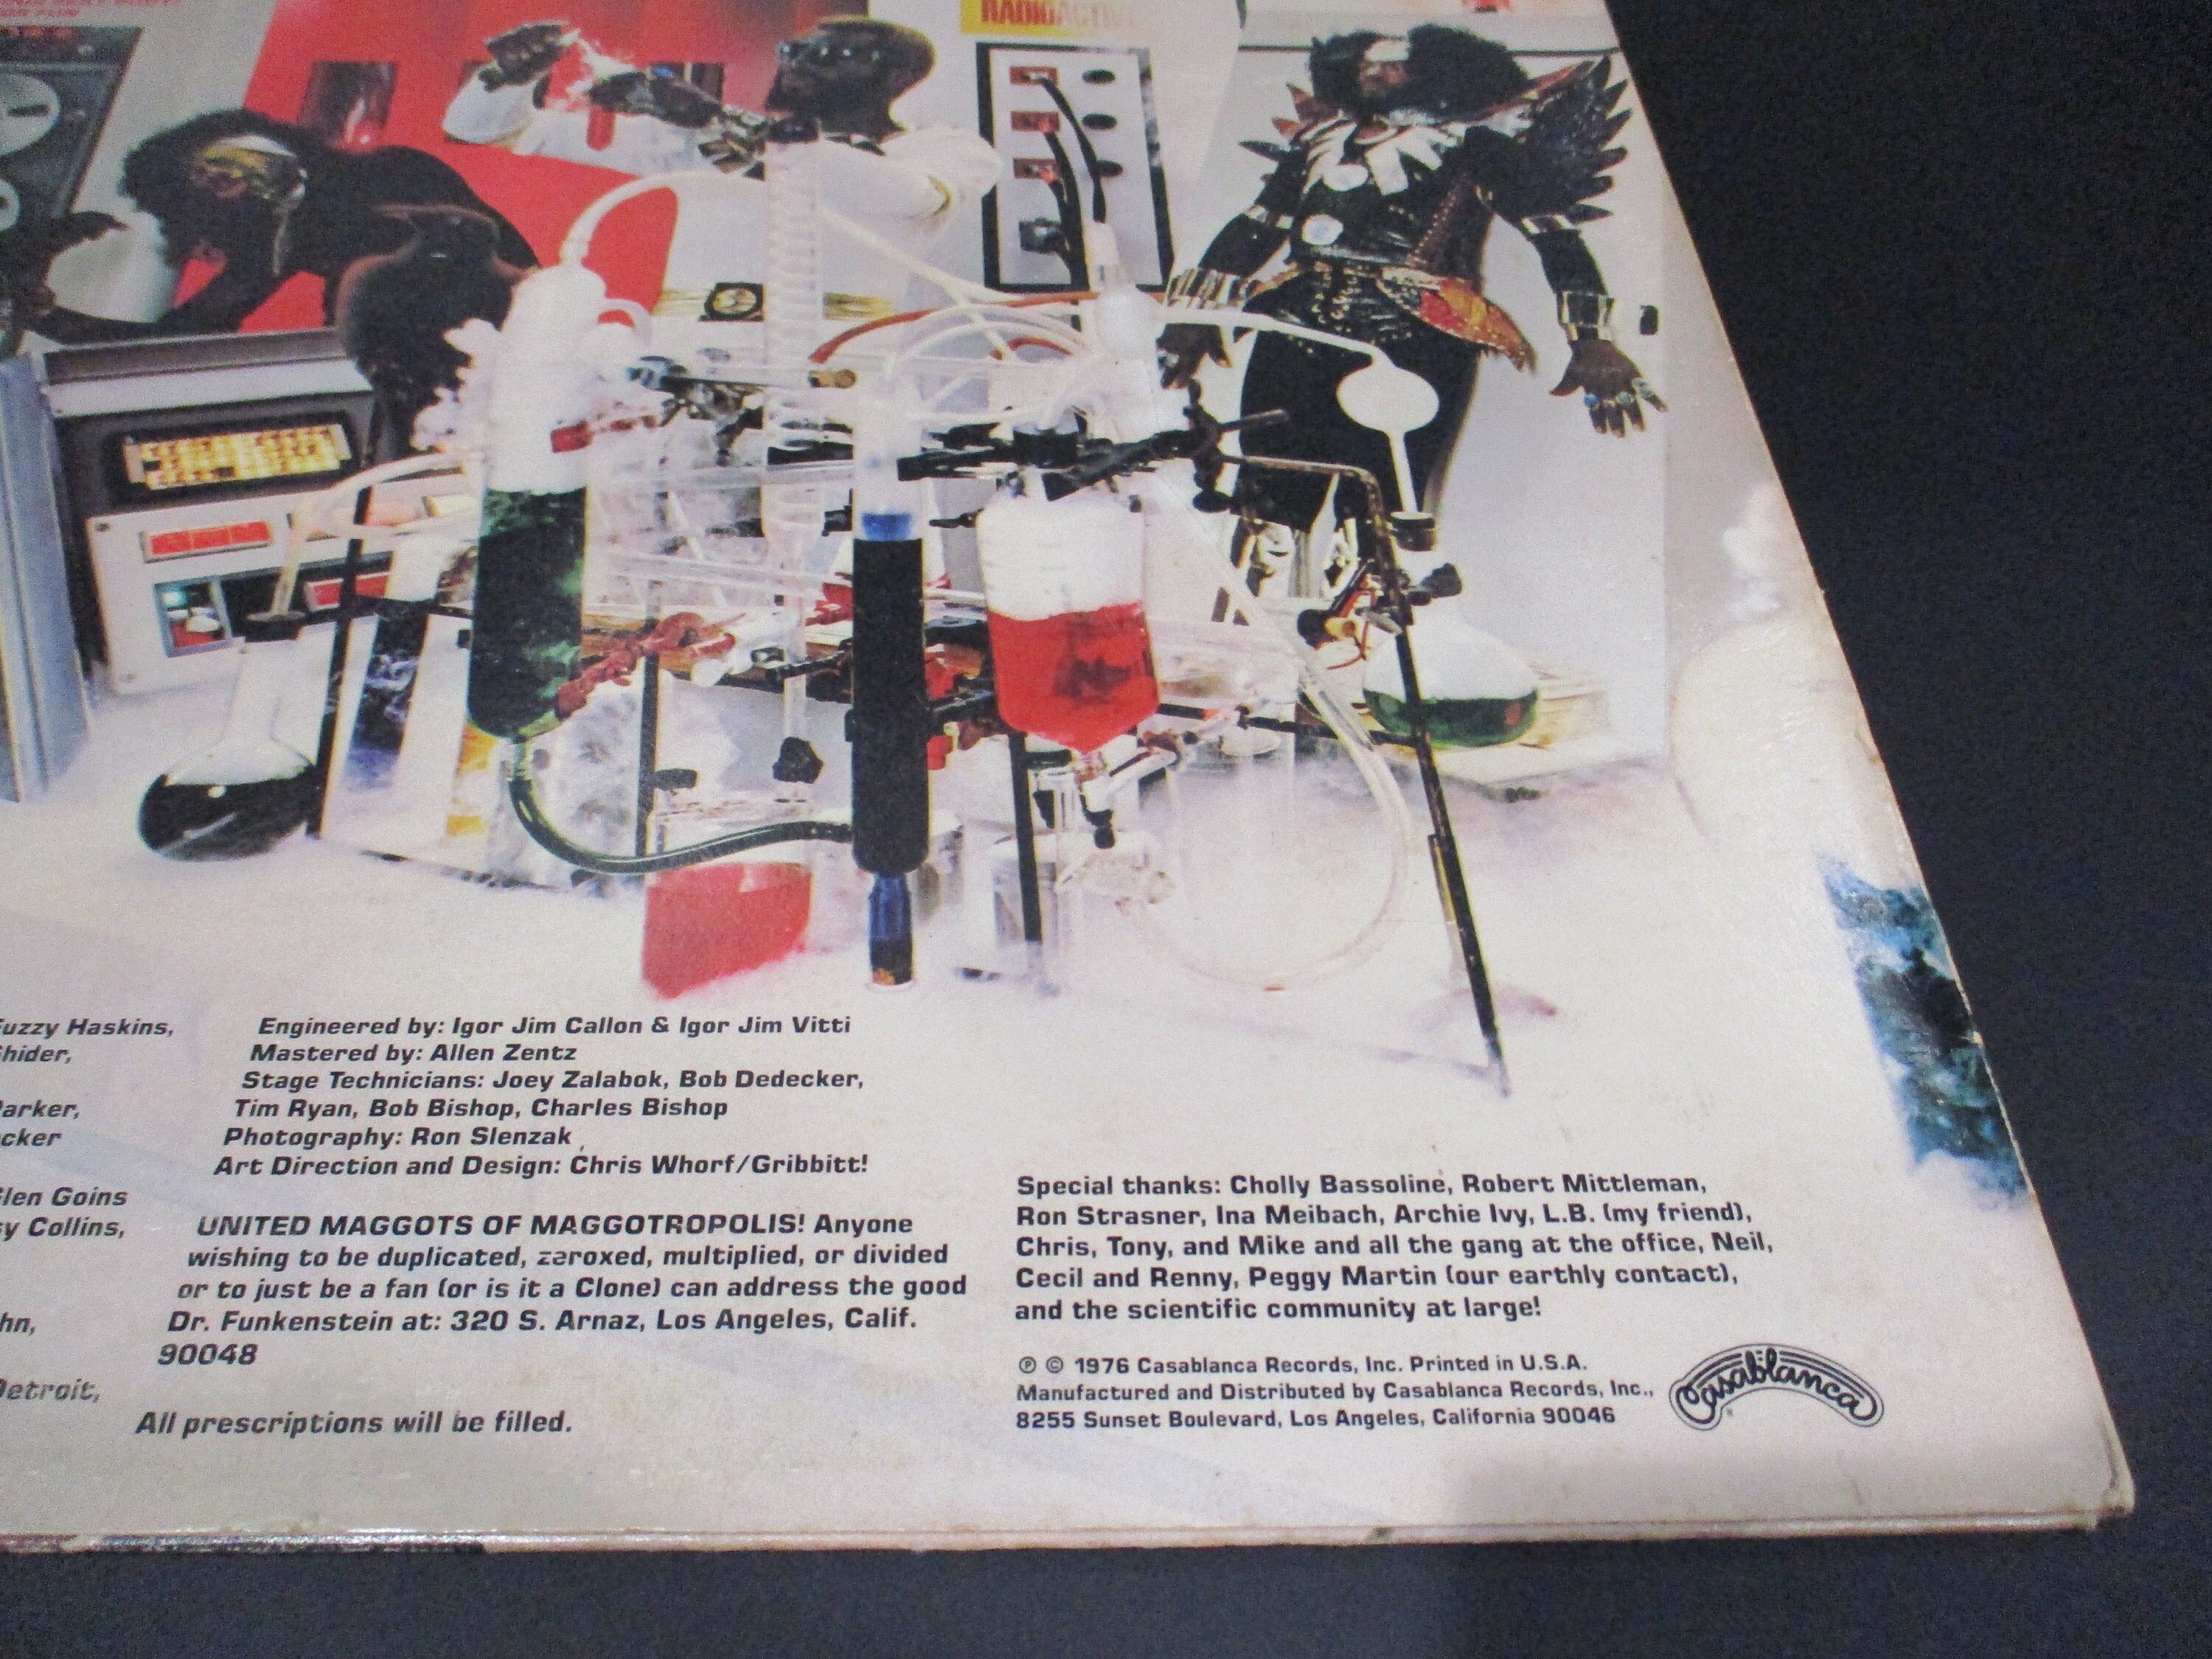 RADIOACTIVE
Fuzzy Haskins,
Shider,
Parker,
cker
Glen Goins
sy Collins,
hn,
Detroit,
Engineered by: Igor Jim Callon & Igor Jim Vitti
Mastered by: Allen Zentz
Stage Technicians: Joey Zalabok, Bob Dedecker,
Tim Ryan, Bob Bishop, Charles Bishop
Photography: Ron Slenzak
Art Direction and Design: Chris Whorf/Gribbitt!
UNITED MAGGOTS OF MAGGOTROPOLIS! Anyone
wishing to be duplicated, zeroxed, multiplied, or divided
or to just be a fan (or is it a Clone) can address the good
Dr. Funkenstein at: 320 S. Arnaz, Los Angeles, Calif.
90048
All prescriptions will be filled.
Special thanks: Cholly Bassoline, Robert Mittleman,
Ron Strasner, Ina Meibach, Archie Ivy, L.B. (my friend),
Chris, Tony, and Mike and all the gang at the office, Neil,
Cecil and Renny, Peggy Martin (our earthly contact),
and the scientific community at large!
℗ © 1976 Casablanca Records, Inc. Printed in U.S.A.
Manufactured and Distributed by Casablanca Records, Inc.,
8255 Sunset Boulevard, Los Angeles, California 90046
Casablanca